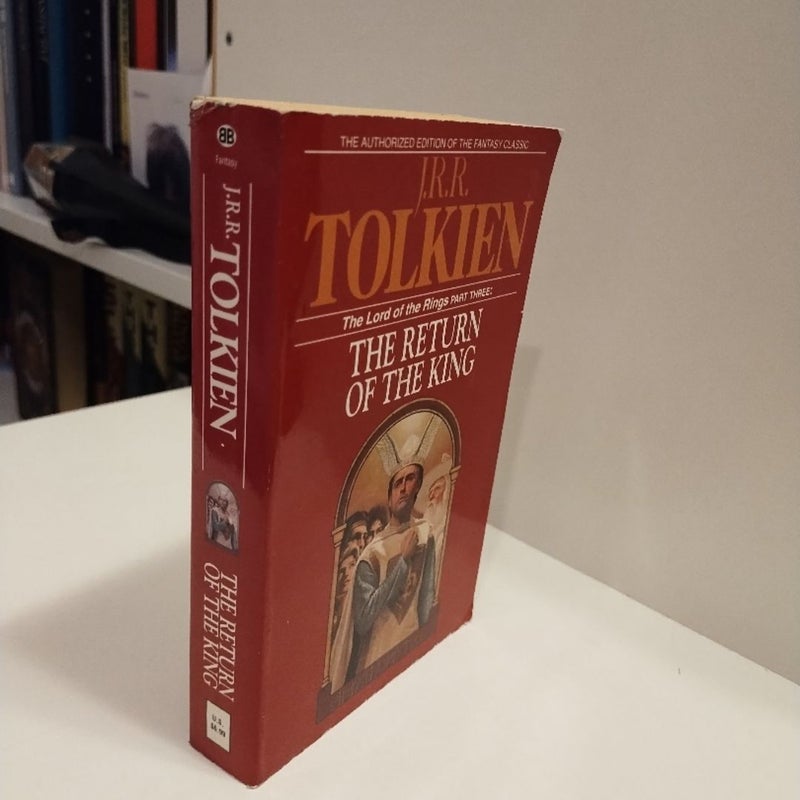 THE AUTHORIZED EDITION OF THE FANTASY CLASSIC
J.R.R.
TOLKIEN
The Lord of the Rings PART THREE:
THE RETURN
OF THE KING
BB
Fantasy
J.R.R. TOLKIEN ·
THE RETURN
OF THE KING
U.S.